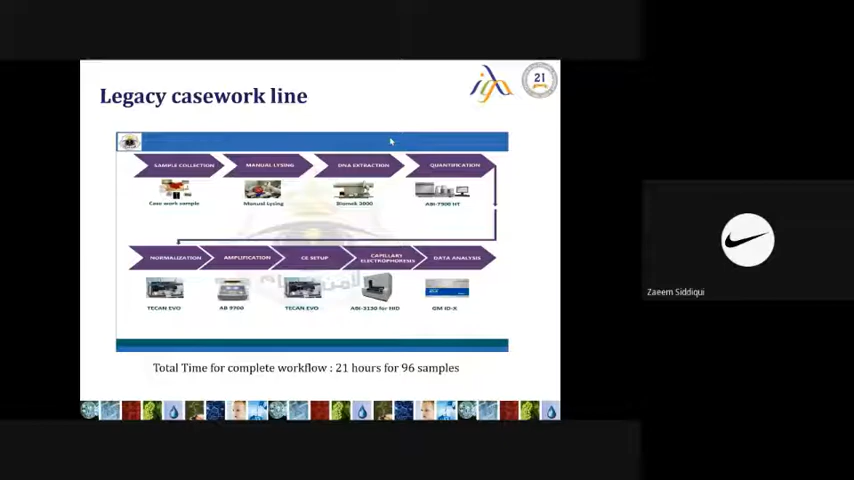 Legacy casework line
21
SAMPLE COLLECTION
MANUAL LYSING
DNA EXTRACTION
QUANTIFICATION
Case work sample
Manual Lysing
Biomek 3000
ABI-7500 HT
NORMALIZATION
AMPLIFICATION
CE SETUP
CAPILLARY
ELECTROPHORESIS
DATA ANALYSIS
TECAN EVO
AB 9700
TECAN EVO
ABI-3130 for HID
GM ID-X
Total Time for complete workflow : 21 hours for 96 samples
Zaeem Siddiqui